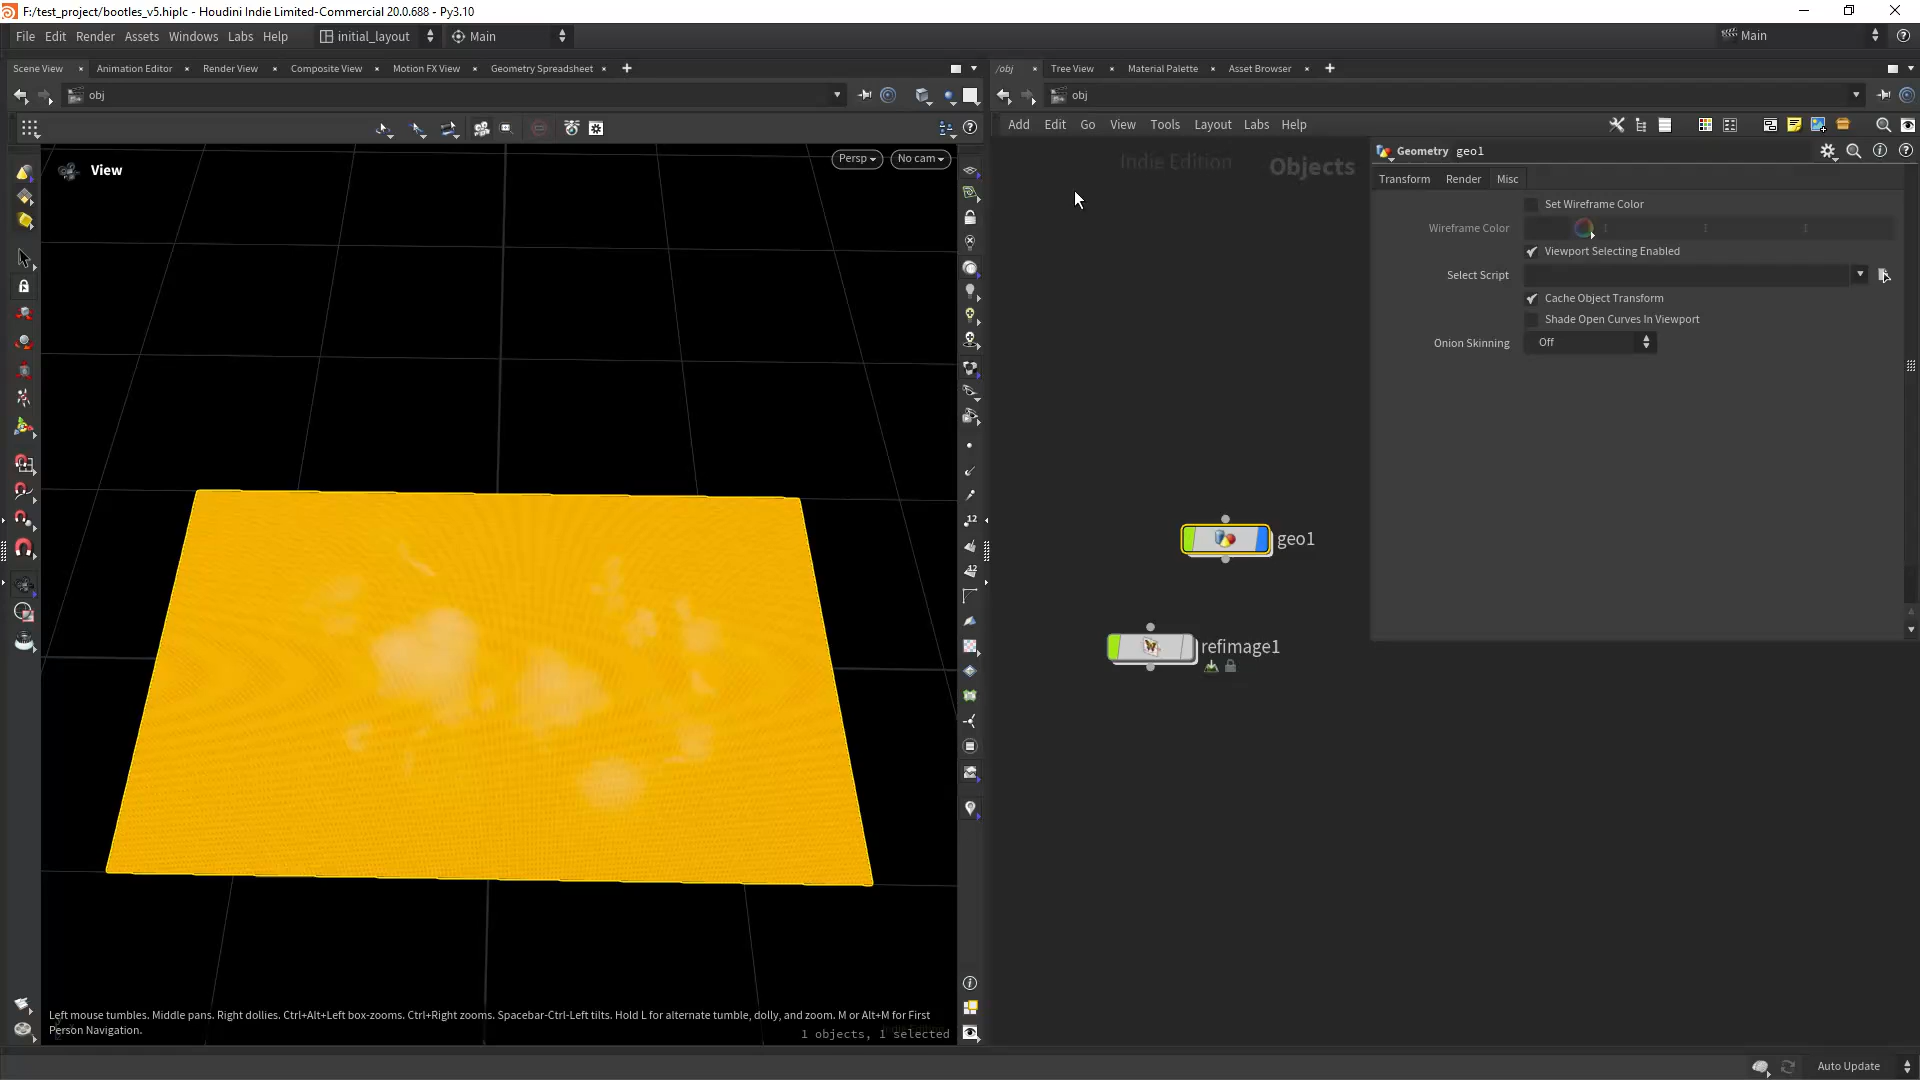 F:/test_project/bootles_v5.hiplc - Houdini Indie Limited-Commercial 20.0.688 - Py3.10
File Edit Render Assets Windows Labs Help initial_layout Main Main
Scene View Animation Editor Render View Composite View Motion FX View Geometry Spreadsheet
/obj Tree View Material Palette Asset Browser
obj
obj
Add Edit Go View Tools Layout Labs Help
View
Persp
No cam
Indie Edition
Objects
Geometry geo1
Transform Render Misc
Set Wireframe Color
Wireframe Color
Viewport Selecting Enabled
Select Script
Cache Object Transform
Shade Open Curves In Viewport
Onion Skinning Off
geo1
refimage1
12
12
Left mouse tumbles. Middle pans. Right dollies. Ctrl+Alt+Left box-zooms. Ctrl+Right zooms. Spacebar-Ctrl-Left tilts. Hold L for alternate tumble, dolly, and zoom. M or Alt+M for First
Person Navigation.
1 objects, 1 selected
Auto Update